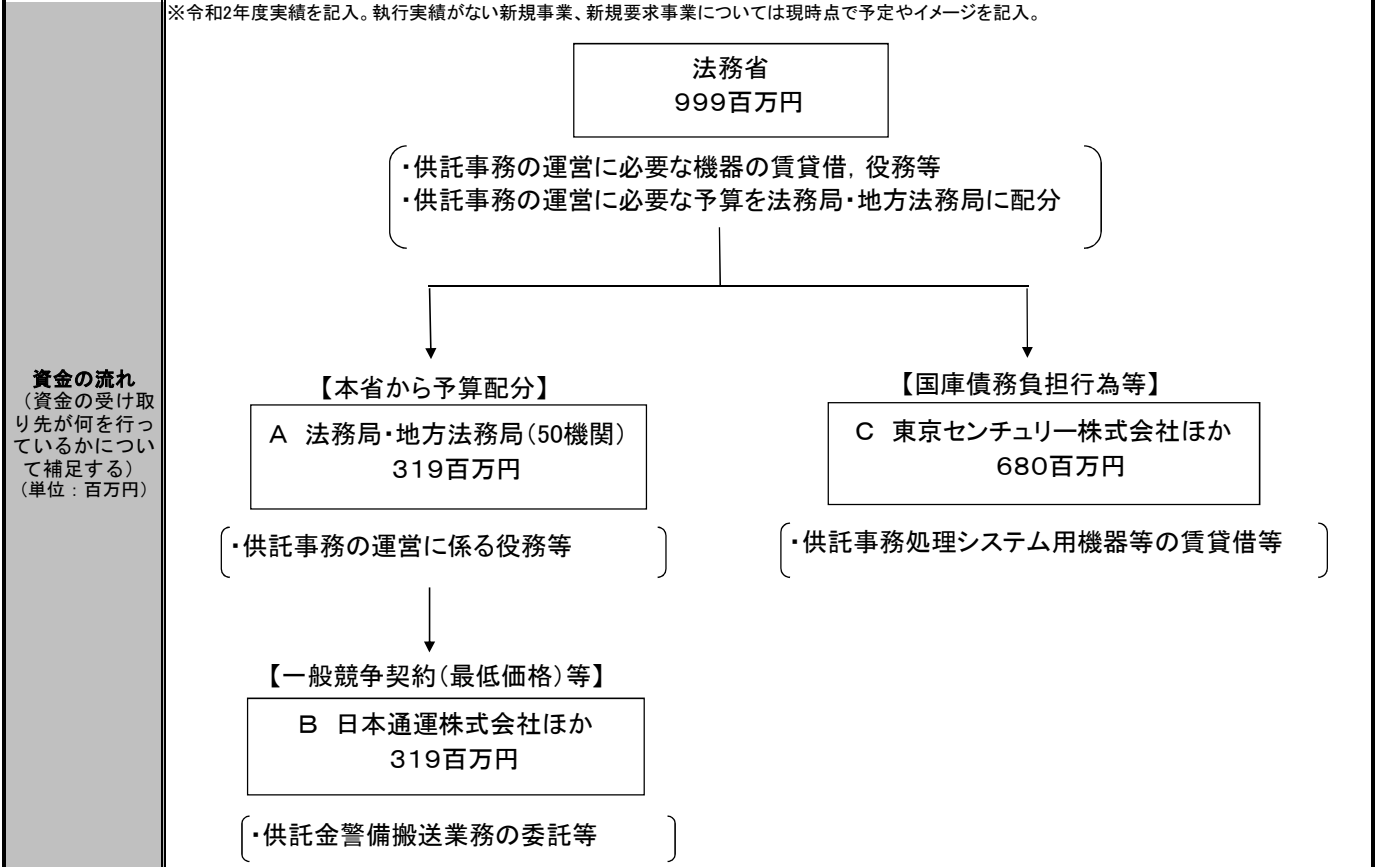 ※令和2年度実績を記入。執行実績がない新規事業、新規要求事業については現時点で予定やイメージを記入。
法務省
999百万円
・供託事務の運営に必要な機器の賃貸借，役務等
・供託事務の運営に必要な予算を法務局・地方法務局に配分
資金の流れ
（資金の受け取
り先が何を行っ
ているかについ
て補足する）
（単位：百万円）
【本省から予算配分】
A 法務局・地方法務局（50機関）
319百万円
・供託事務の運営に係る役務等
【国庫債務負担行為等】
C 東京センチュリー株式会社ほか
680百万円
・供託事務処理システム用機器等の賃貸借等
【一般競争契約（最低価格）等】
B 日本通運株式会社ほか
319百万円
・供託金警備搬送業務の委託等